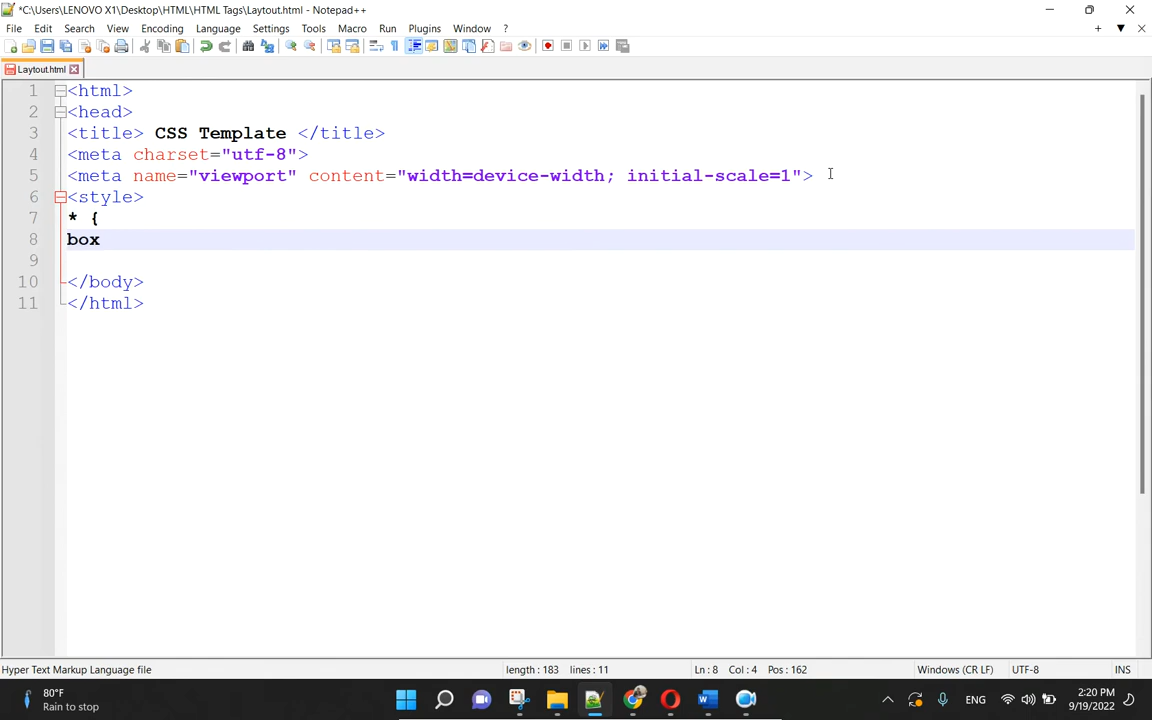 *C:\Users\LENOVO X1\Desktop\HTML\HTML Tags\Laytout.html - Notepad++
File Edit Search View Encoding Language Settings Tools Macro Run Plugins Window ?
Laytout.html
1 <html>
2 <head>
3 <title> CSS Template </title>
4 <meta charset="utf-8">
5 <meta name="viewport" content="width=device-width; initial-scale=1">
6 <style>
7 * {
8 box
9
10 </body>
11 </html>
Hyper Text Markup Language file length : 183 lines : 11 Ln : 8 Col : 4 Pos : 162 Windows (CR LF) UTF-8 INS
80°F
Rain to stop
ENG
2:20 PM
9/19/2022